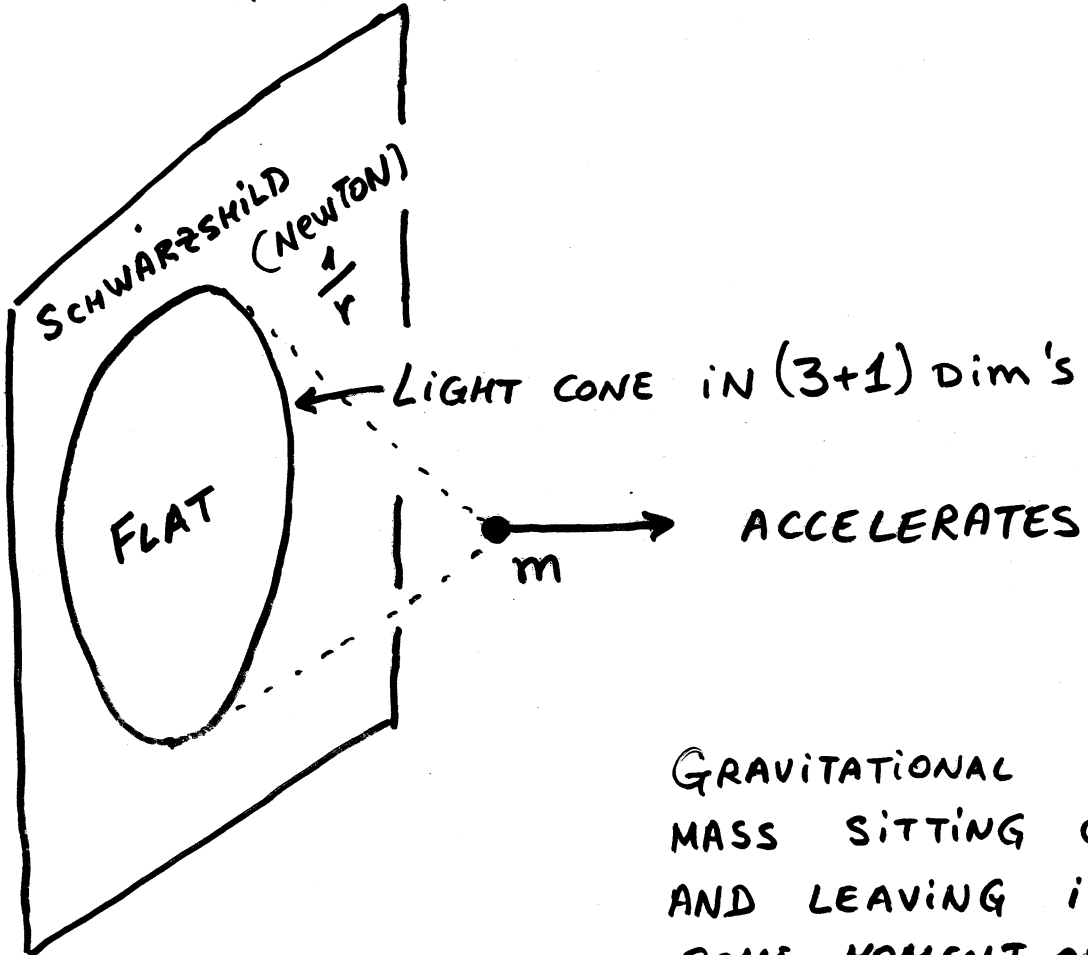 SCHWARZSHILD
(NEWTON)
1/r
LIGHT CONE IN (3+1) DIM'S
FLAT
ACCELERATES
m
GRAVITATIONAL
MASS SITTING
AND LEAVING